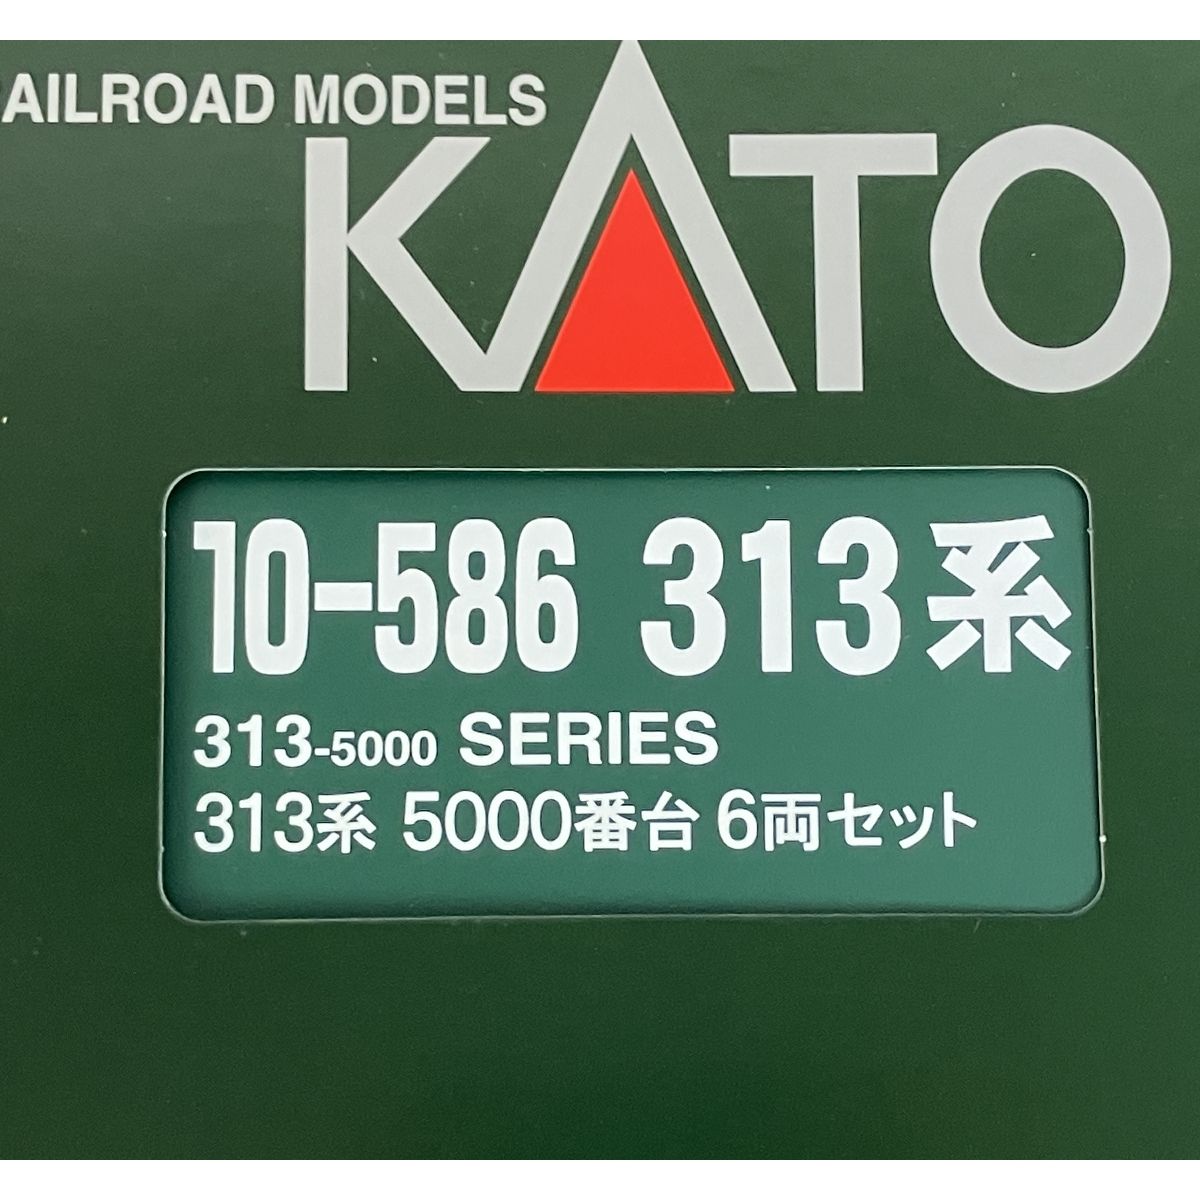 RAILROAD MODELS
KATO
10-586 313系
313-5000 SERIES
313系 5000番台 6両セット